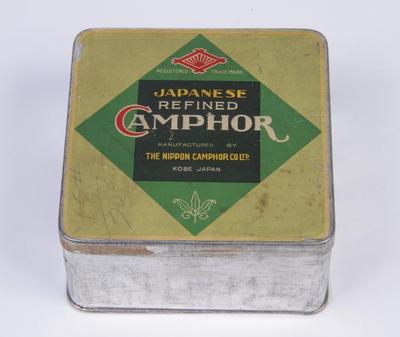 REGISTERED TRADE MARK
JAPANESE
REFINED
CAMPHOR
MANUFACTURED BY
THE NIPPON CAMPHOR CO LTD.
KOBE JAPAN